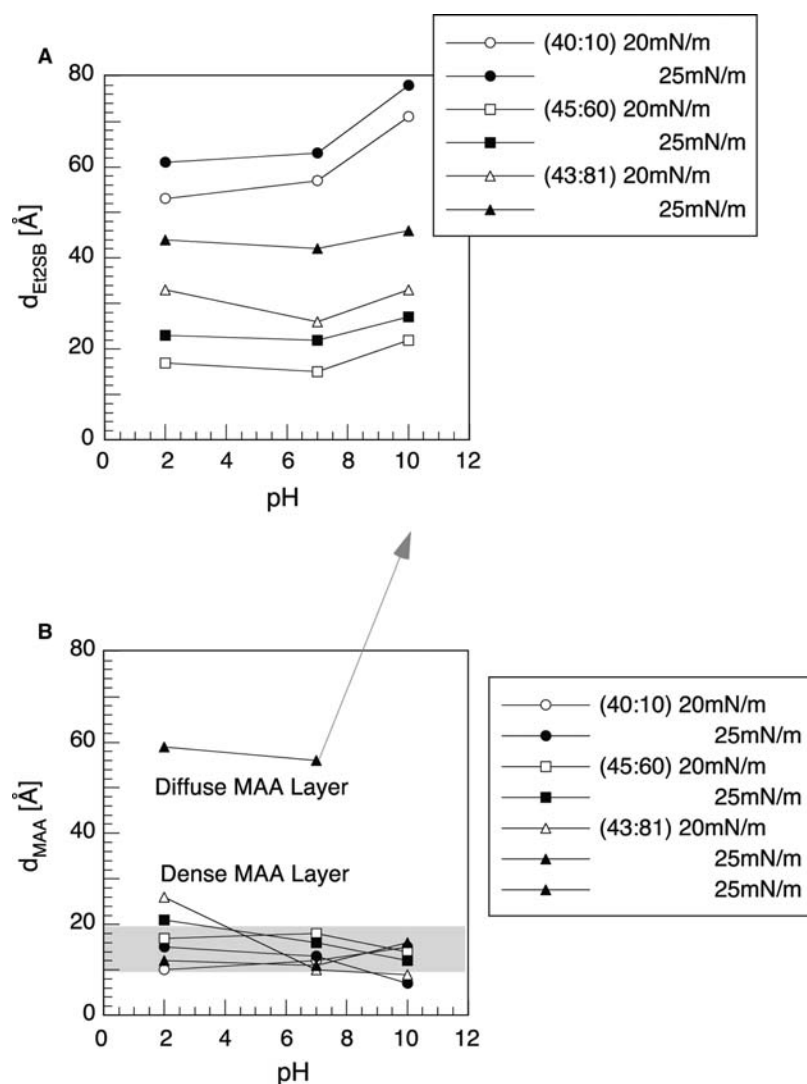 A
80
60
40
20
0
d_Et2SB [Å]
0 2 4 6 8 10 12
pH
(40:10) 20mN/m
25mN/m
(45:60) 20mN/m
25mN/m
(43:81) 20mN/m
25mN/m
B
80
60
40
20
0
d_MAA [Å]
Diffuse MAA Layer
Dense MAA Layer
0 2 4 6 8 10 12
pH
(40:10) 20mN/m
25mN/m
(45:60) 20mN/m
25mN/m
(43:81) 20mN/m
25mN/m
25mN/m